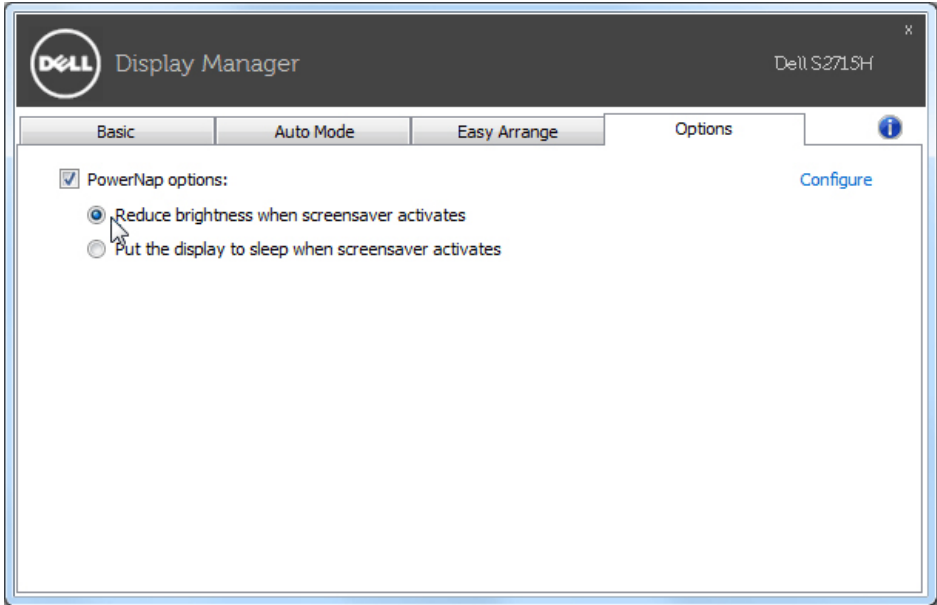 DELL Display Manager
x
Dell S2715H
Basic Auto Mode Easy Arrange Options i
PowerNap options: Configure
Reduce brightness when screensaver activates
Put the display to sleep when screensaver activates